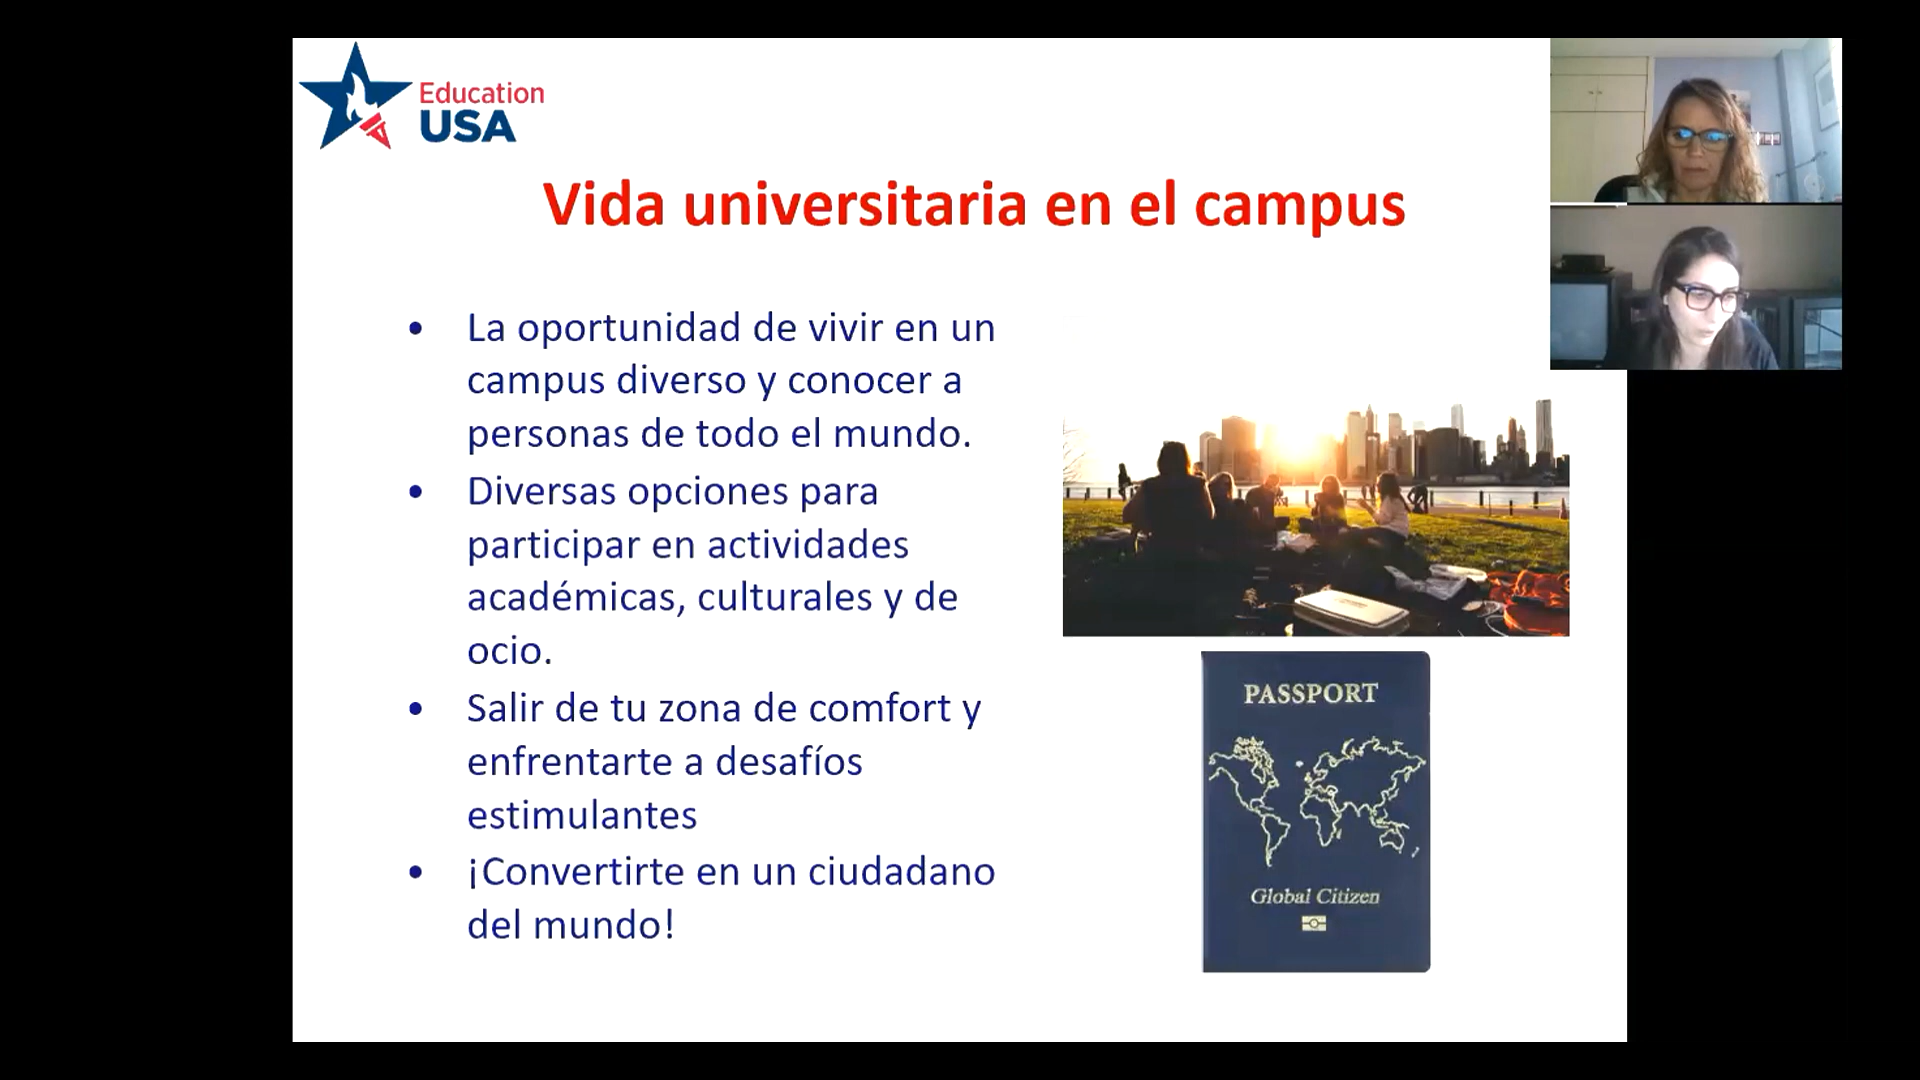 Education
USA
Vida universitaria en el campus
• La oportunidad de vivir en un
campus diverso y conocer a
personas de todo el mundo.
• Diversas opciones para
participar en actividades
académicas, culturales y de
ocio.
• Salir de tu zona de comfort y
enfrentarte a desafíos
estimulantes
• ¡Convertirte en un ciudadano
del mundo!
PASSPORT
Global Citizen